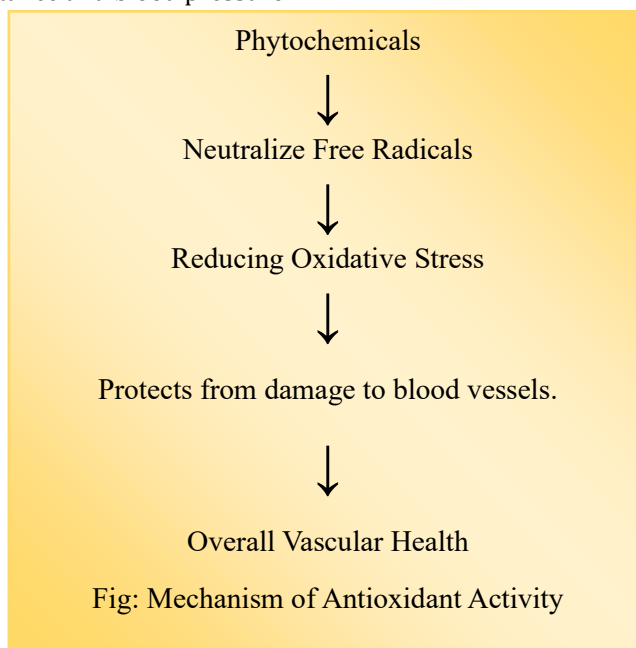 Phytochemicals
Neutralize Free Radicals
Reducing Oxidative Stress
Protects from damage to blood vessels.
Overall Vascular Health
Fig: Mechanism of Antioxidant Activity